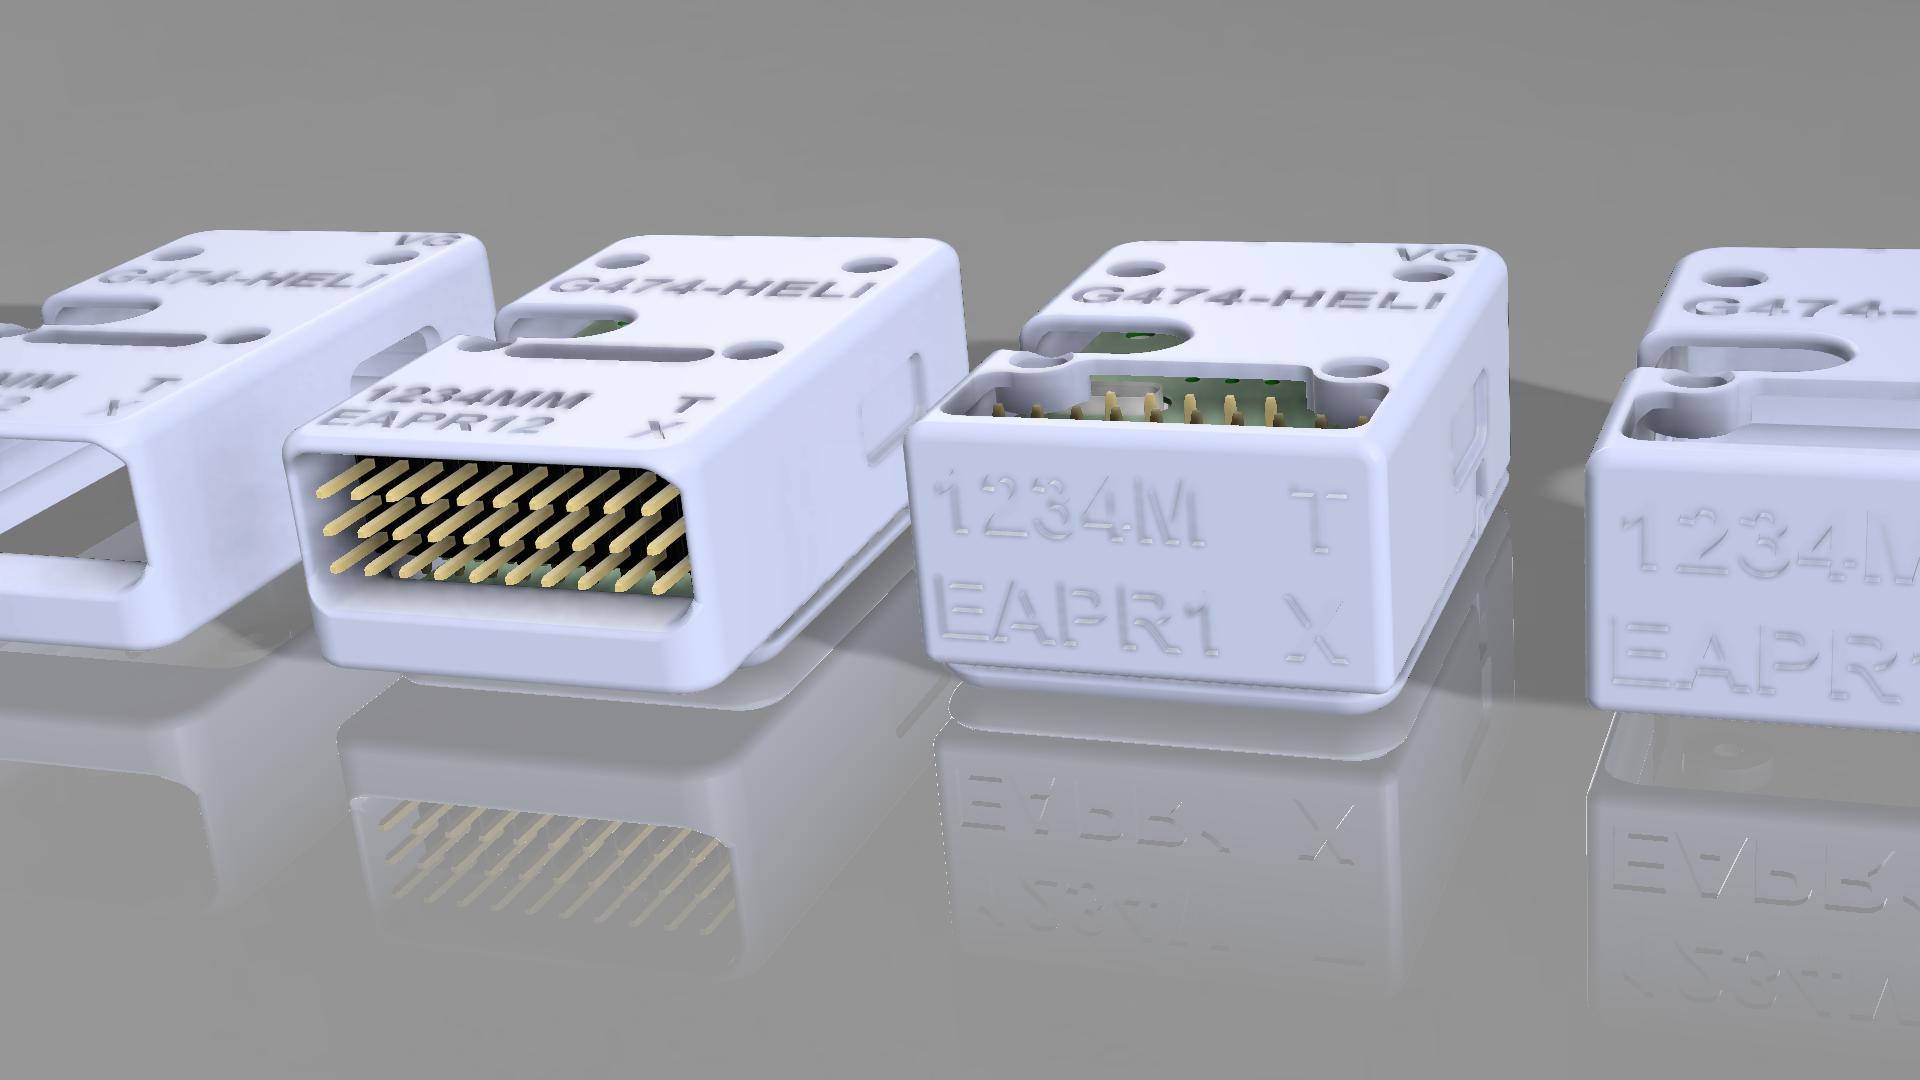 VG
G474-HELI
MM T
2 X
G474-HELI
1234MM T
EAPR12 X
VG
G474-HELI
1234M T
EAPR1 X
G474-
1234M
EAPR